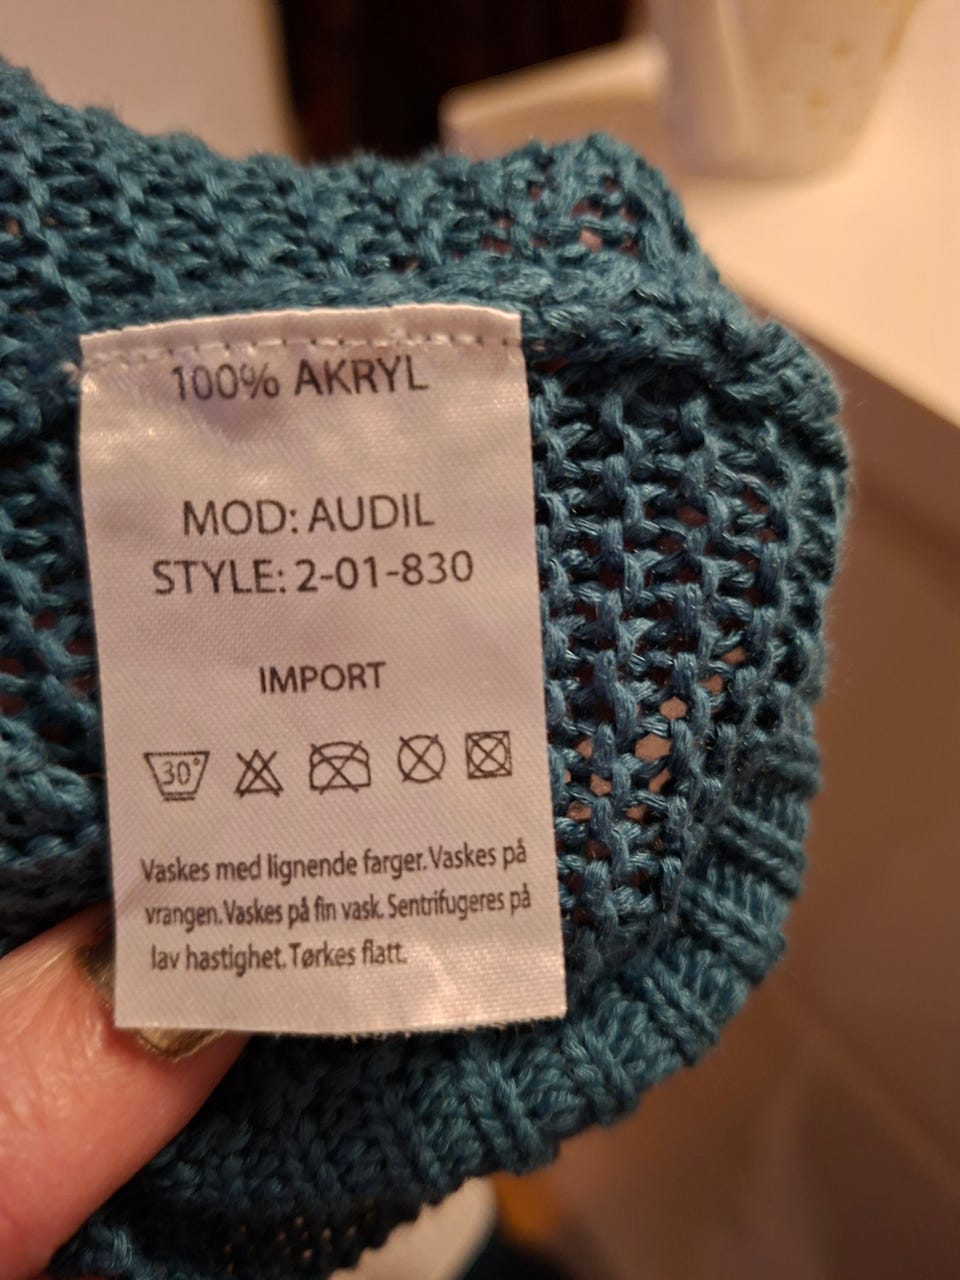 100% AKRYL
MOD: AUDIL
STYLE: 2-01-830
IMPORT
30°
Vaskes med lignende farger. Vaskes på
vrangen. Vaskes på fin vask. Sentrifugeres på
lav hastighet. Tørkes flatt.